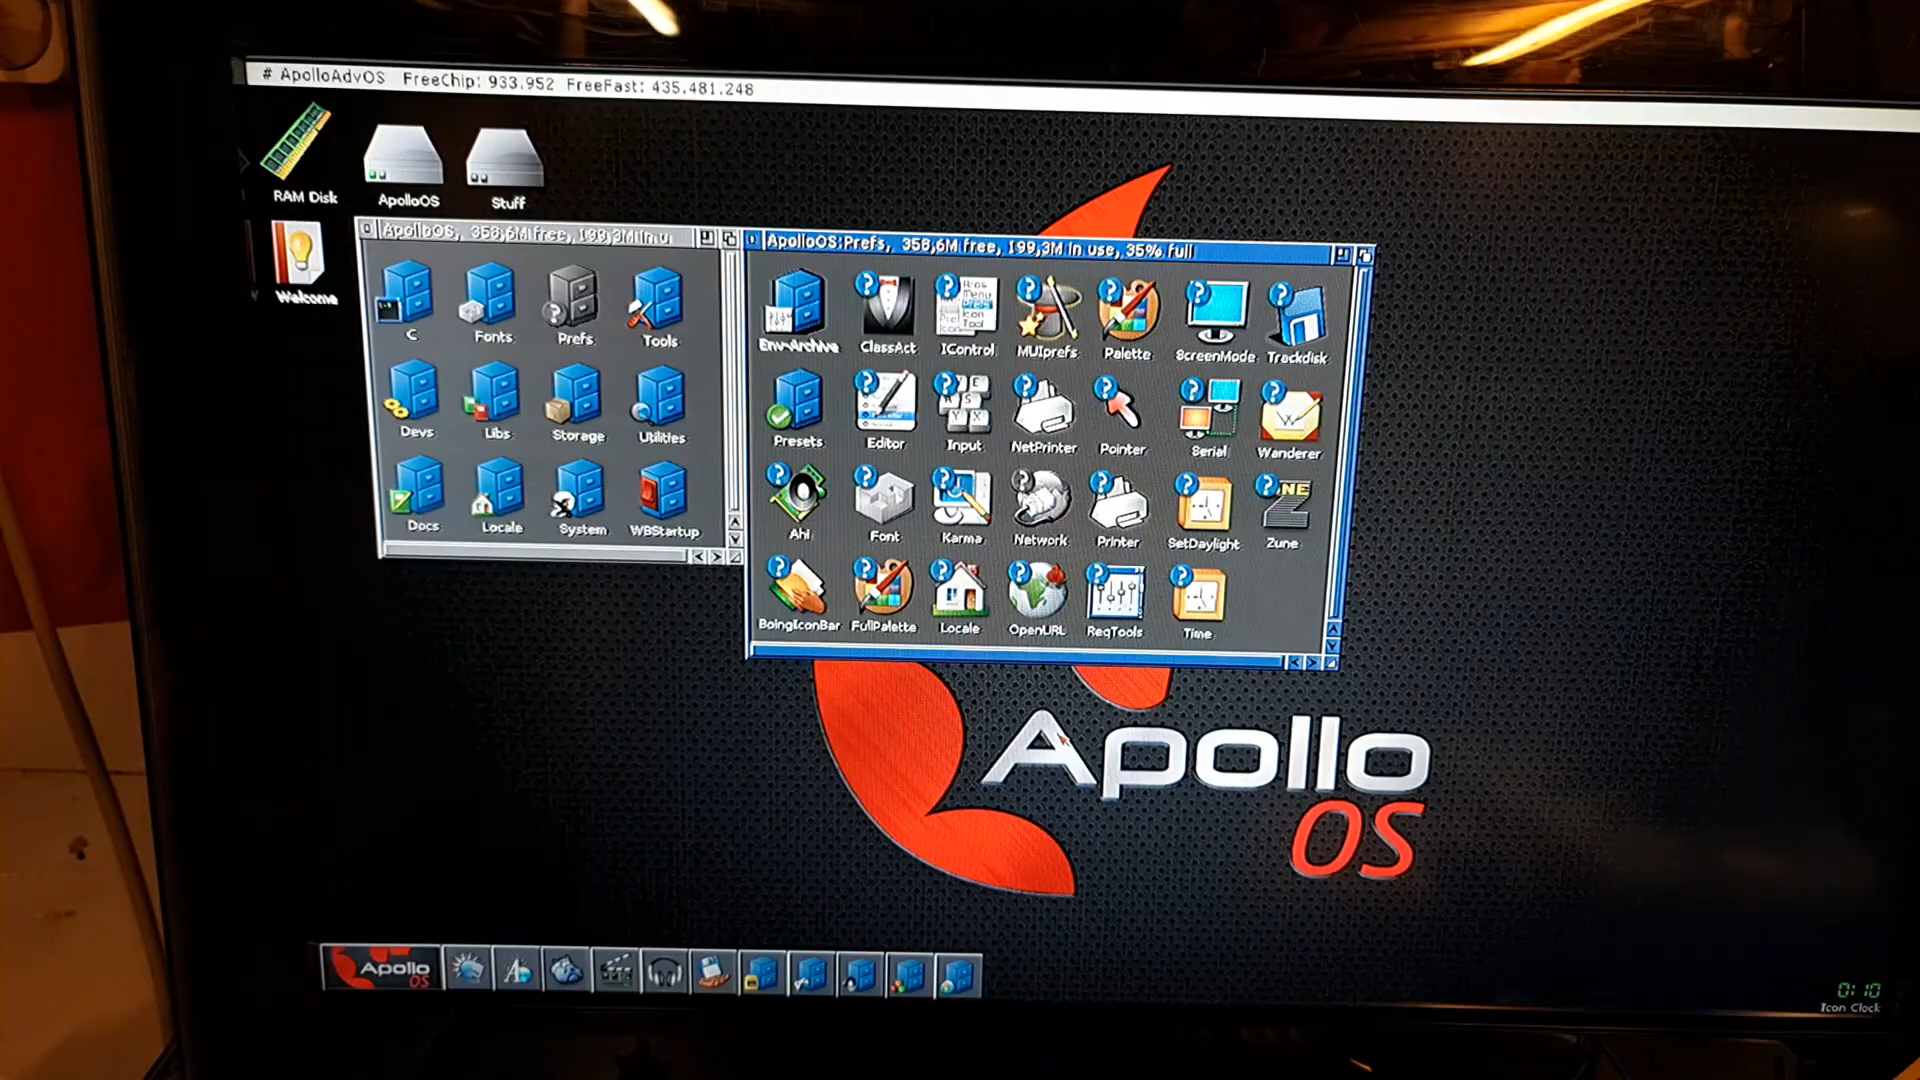 # ApolloAdvOS FreeChip: 933.952 FreeFast: 435.481.248
RAM Disk
ApolloOS
Stuff
Welcome
ApolloOS, 358,6M free, 199,3M in u
C
Fonts
Prefs
Tools
Devs
Libs
Storage
Utilities
Docs
Locale
System
WBStartup
ApolloOS:Prefs, 358,6M free, 199,3M in use, 35% full
Env-Archive
ClassAct
IControl
MUIprefs
Palette
ScreenMode
Trackdisk
Presets
Editor
Input
NetPrinter
Pointer
Serial
Wanderer
Ahi
Font
Karma
Network
Printer
SetDaylight
Zune
BoingIconBar
FullPalette
Locale
OpenURL
ReqTools
Time
Apollo
OS
Apollo
OS
0:10
Icon Clock